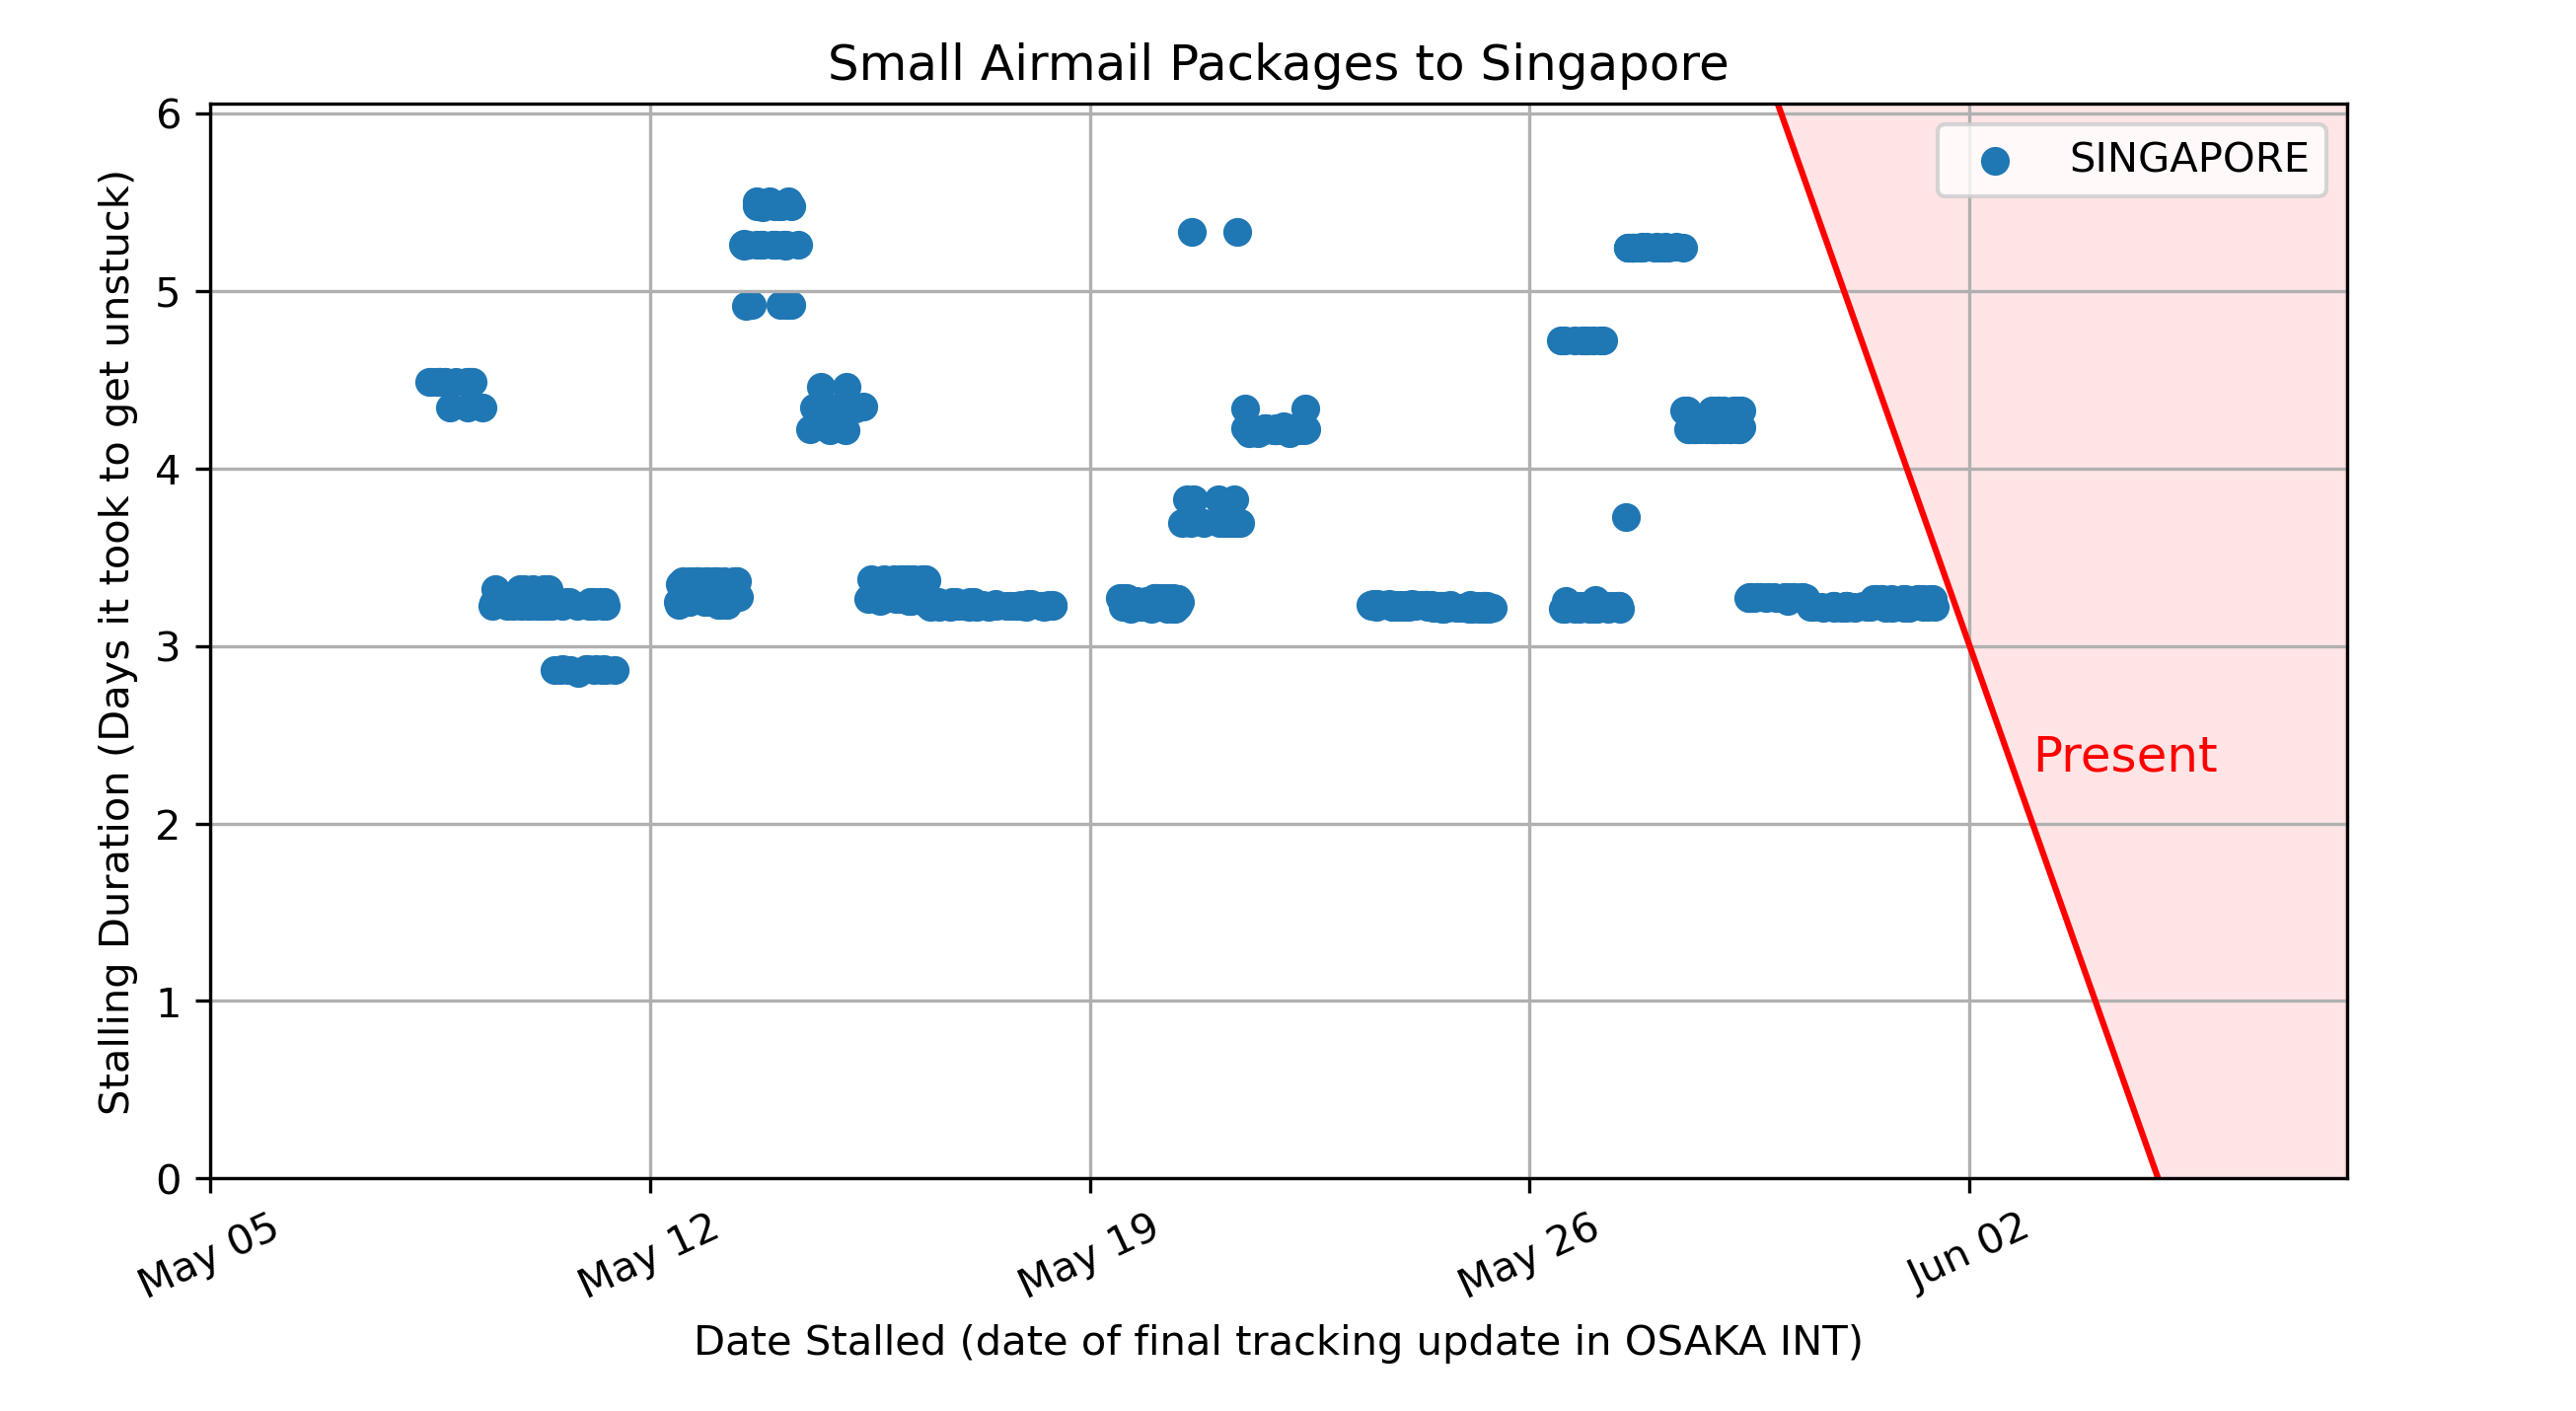 Small Airmail Packages to Singapore
Stalling Duration (Days it took to get unstuck)
6
5
4
3
2
1
0
SINGAPORE
Present
May 05
May 12
May 19
May 26
Jun 02
Date Stalled (date of final tracking update in OSAKA INT)